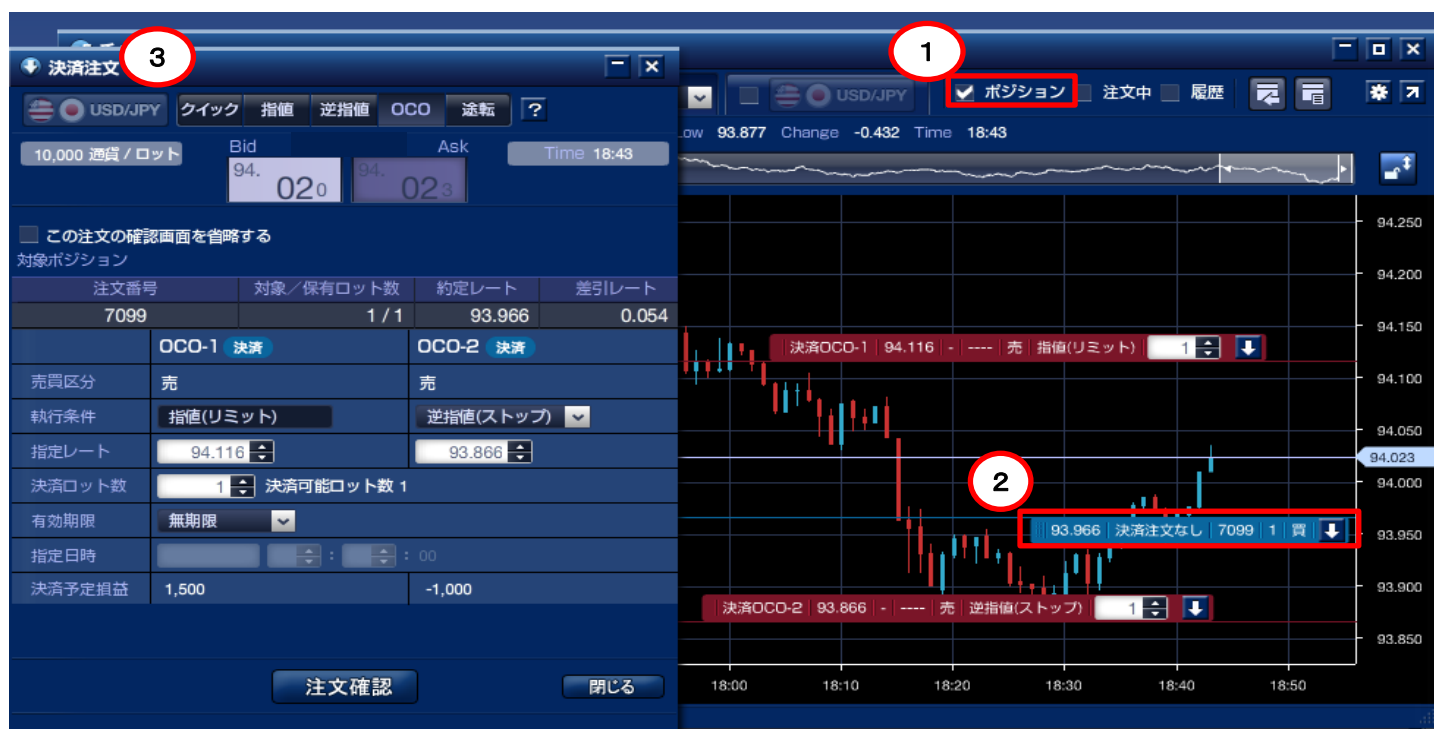 1
3
決済注文
USD/JPY クイック 指値 逆指値 OCO 途転 ?
USD/JPY ポジション 注文中 履歴
Low 93.877 Change -0.432 Time 18:43
10,000 通貨 / ロット
Bid Ask
Time 18:43
94. 020 94. 023
この注文の確認画面を省略する
対象ポジション
注文番号 対象／保有ロット数 約定レート 差引レート
7099 1 / 1 93.966 0.054
OCO-1 決済 OCO-2 決済
売買区分 売 売
執行条件 指値(リミット) 逆指値(ストップ)
指定レート 94.116 93.866
決済ロット数 1 決済可能ロット数 1
有効期限 無期限
指定日時 : : 00
決済予定損益 1,500 -1,000
注文確認 閉じる
94.250
94.200
94.150
決済OCO-1 94.116 - ---- 売 指値(リミット) 1
94.100
94.050
94.023
2
94.000
93.966 決済注文なし 7099 1 買
93.950
93.900
決済OCO-2 93.866 - ---- 売 逆指値(ストップ) 1
93.850
18:00 18:10 18:20 18:30 18:40 18:50